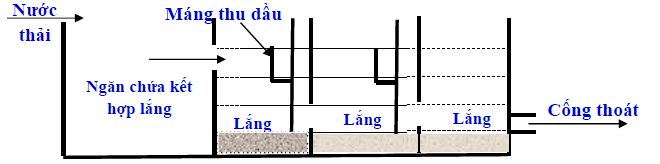 Nước
thải
Máng thu dầu
Ngăn chứa kết
hợp lắng
Lắng
Lắng
Lắng
Cống thoát